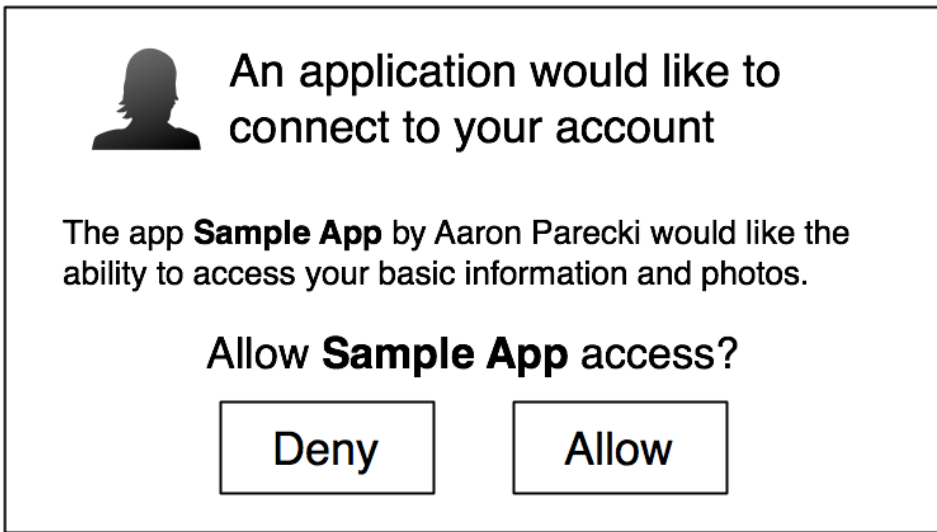 An application would like to
connect to your account
The app Sample App by Aaron Parecki would like the
ability to access your basic information and photos.
Allow Sample App access?
Deny Allow